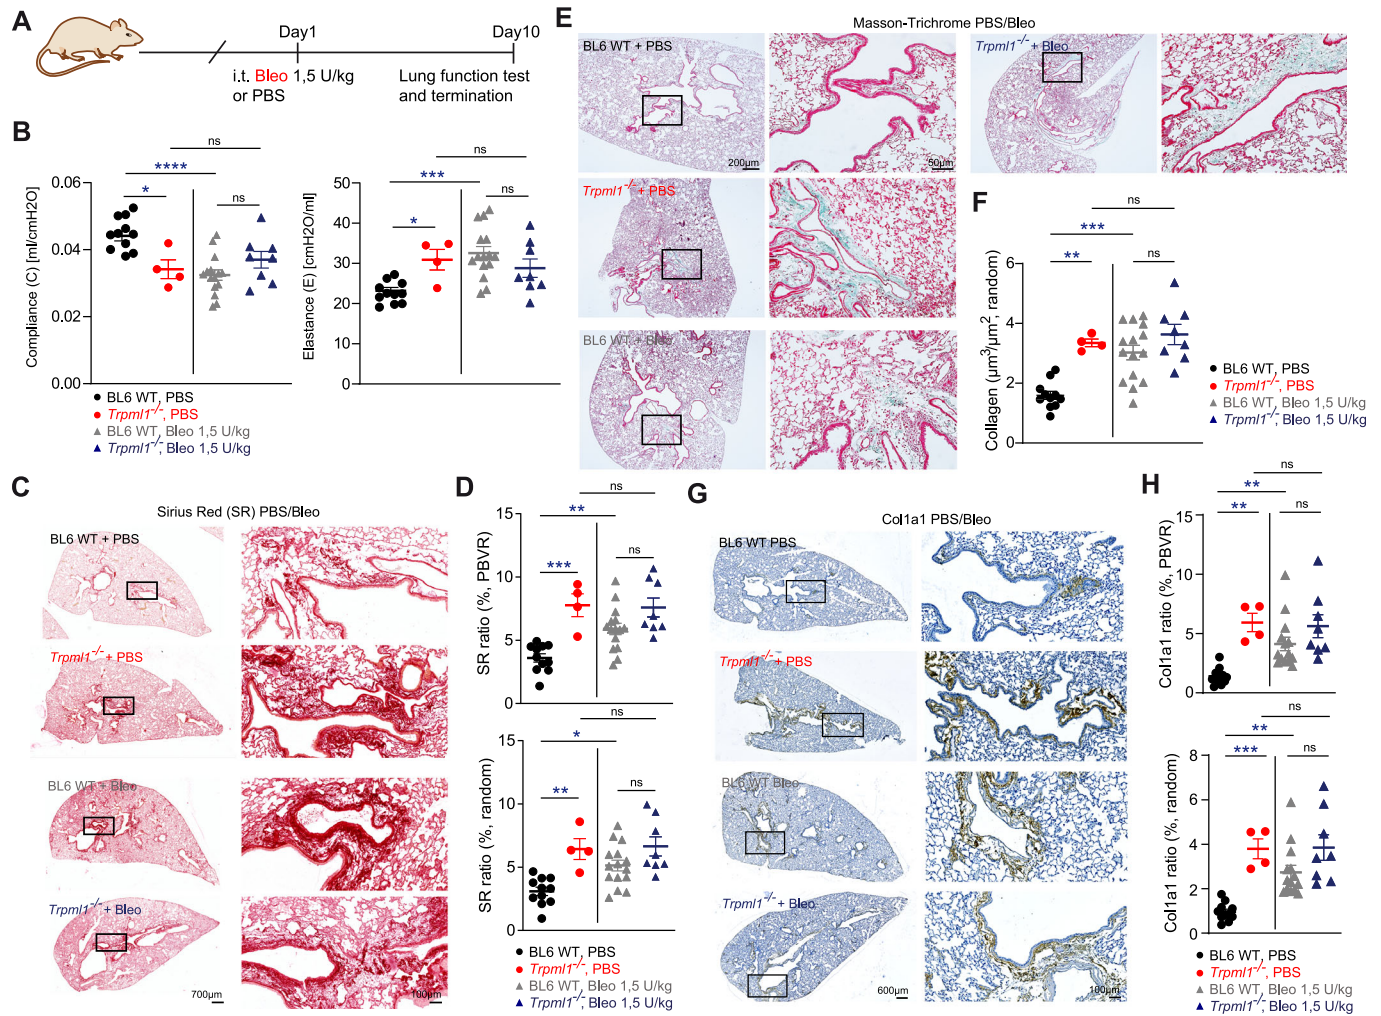 A
Day1
Day10
i.t. Bleo 1,5 U/kg
or PBS
Lung function test
and termination
B
ns
****
*
ns
Compliance (C) [ml/cmH2O]
0.06
0.04
0.02
0.00
ns
***
*
ns
Elastance (E) [cmH2O/ml]
50
40
30
20
10
0
BL6 WT, PBS
Trpml1-/-, PBS
BL6 WT, Bleo 1,5 U/kg
Trpml1-/-, Bleo 1,5 U/kg
C
Sirius Red (SR) PBS/Bleo
BL6 WT + PBS
Trpml1-/- + PBS
BL6 WT + Bleo
Trpml1-/- + Bleo
700µm
100µm
D
ns
**
***
ns
SR ratio (%, PBVR)
15
10
5
0
ns
*
**
ns
SR ratio (%, random)
15
10
5
0
BL6 WT, PBS
Trpml1-/-, PBS
BL6 WT, Bleo 1,5 U/kg
Trpml1-/-, Bleo 1,5 U/kg
E
Masson-Trichrome PBS/Bleo
BL6 WT + PBS
200µm
50µm
Trpml1-/- + Bleo
Trpml1-/- + PBS
BL6 WT + Bleo
F
ns
***
**
ns
Collagen (µm3/µm2, random)
6
4
2
0
BL6 WT, PBS
Trpml1-/-, PBS
BL6 WT, Bleo 1,5 U/kg
Trpml1-/-, Bleo 1,5 U/kg
G
Col1a1 PBS/Bleo
BL6 WT PBS
Trpml1-/- + PBS
BL6 WT Bleo
Trpml1-/- + Bleo
600µm
100µm
H
ns
**
**
ns
Col1a1 ratio (%, PBVR)
15
10
5
0
ns
**
***
ns
Col1a1 ratio (%, random)
8
6
4
2
0
BL6 WT, PBS
Trpml1-/-, PBS
BL6 WT, Bleo 1,5 U/kg
Trpml1-/-, Bleo 1,5 U/kg